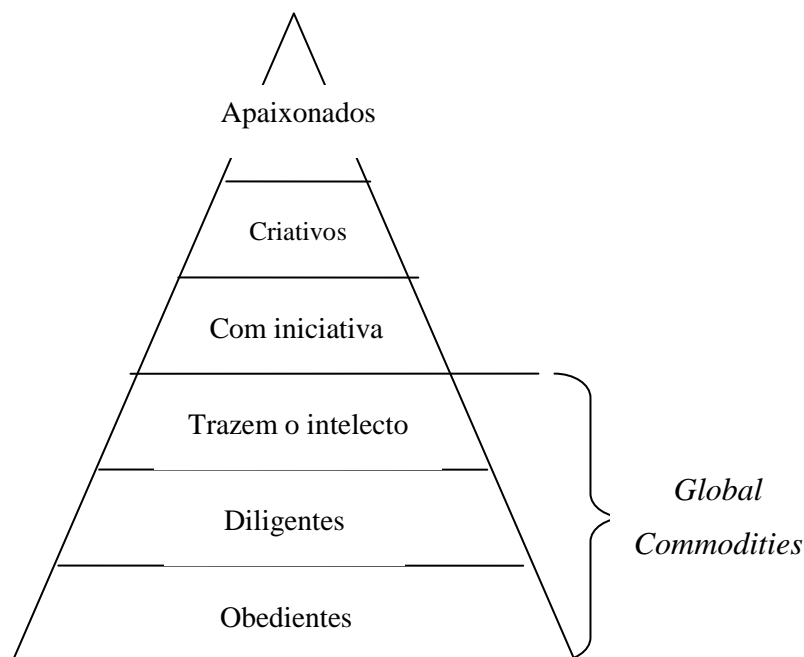 Apaixonados
Criativos
Com iniciativa
Trazem o intelecto
Diligentes
Obedientes
Global
Commodities